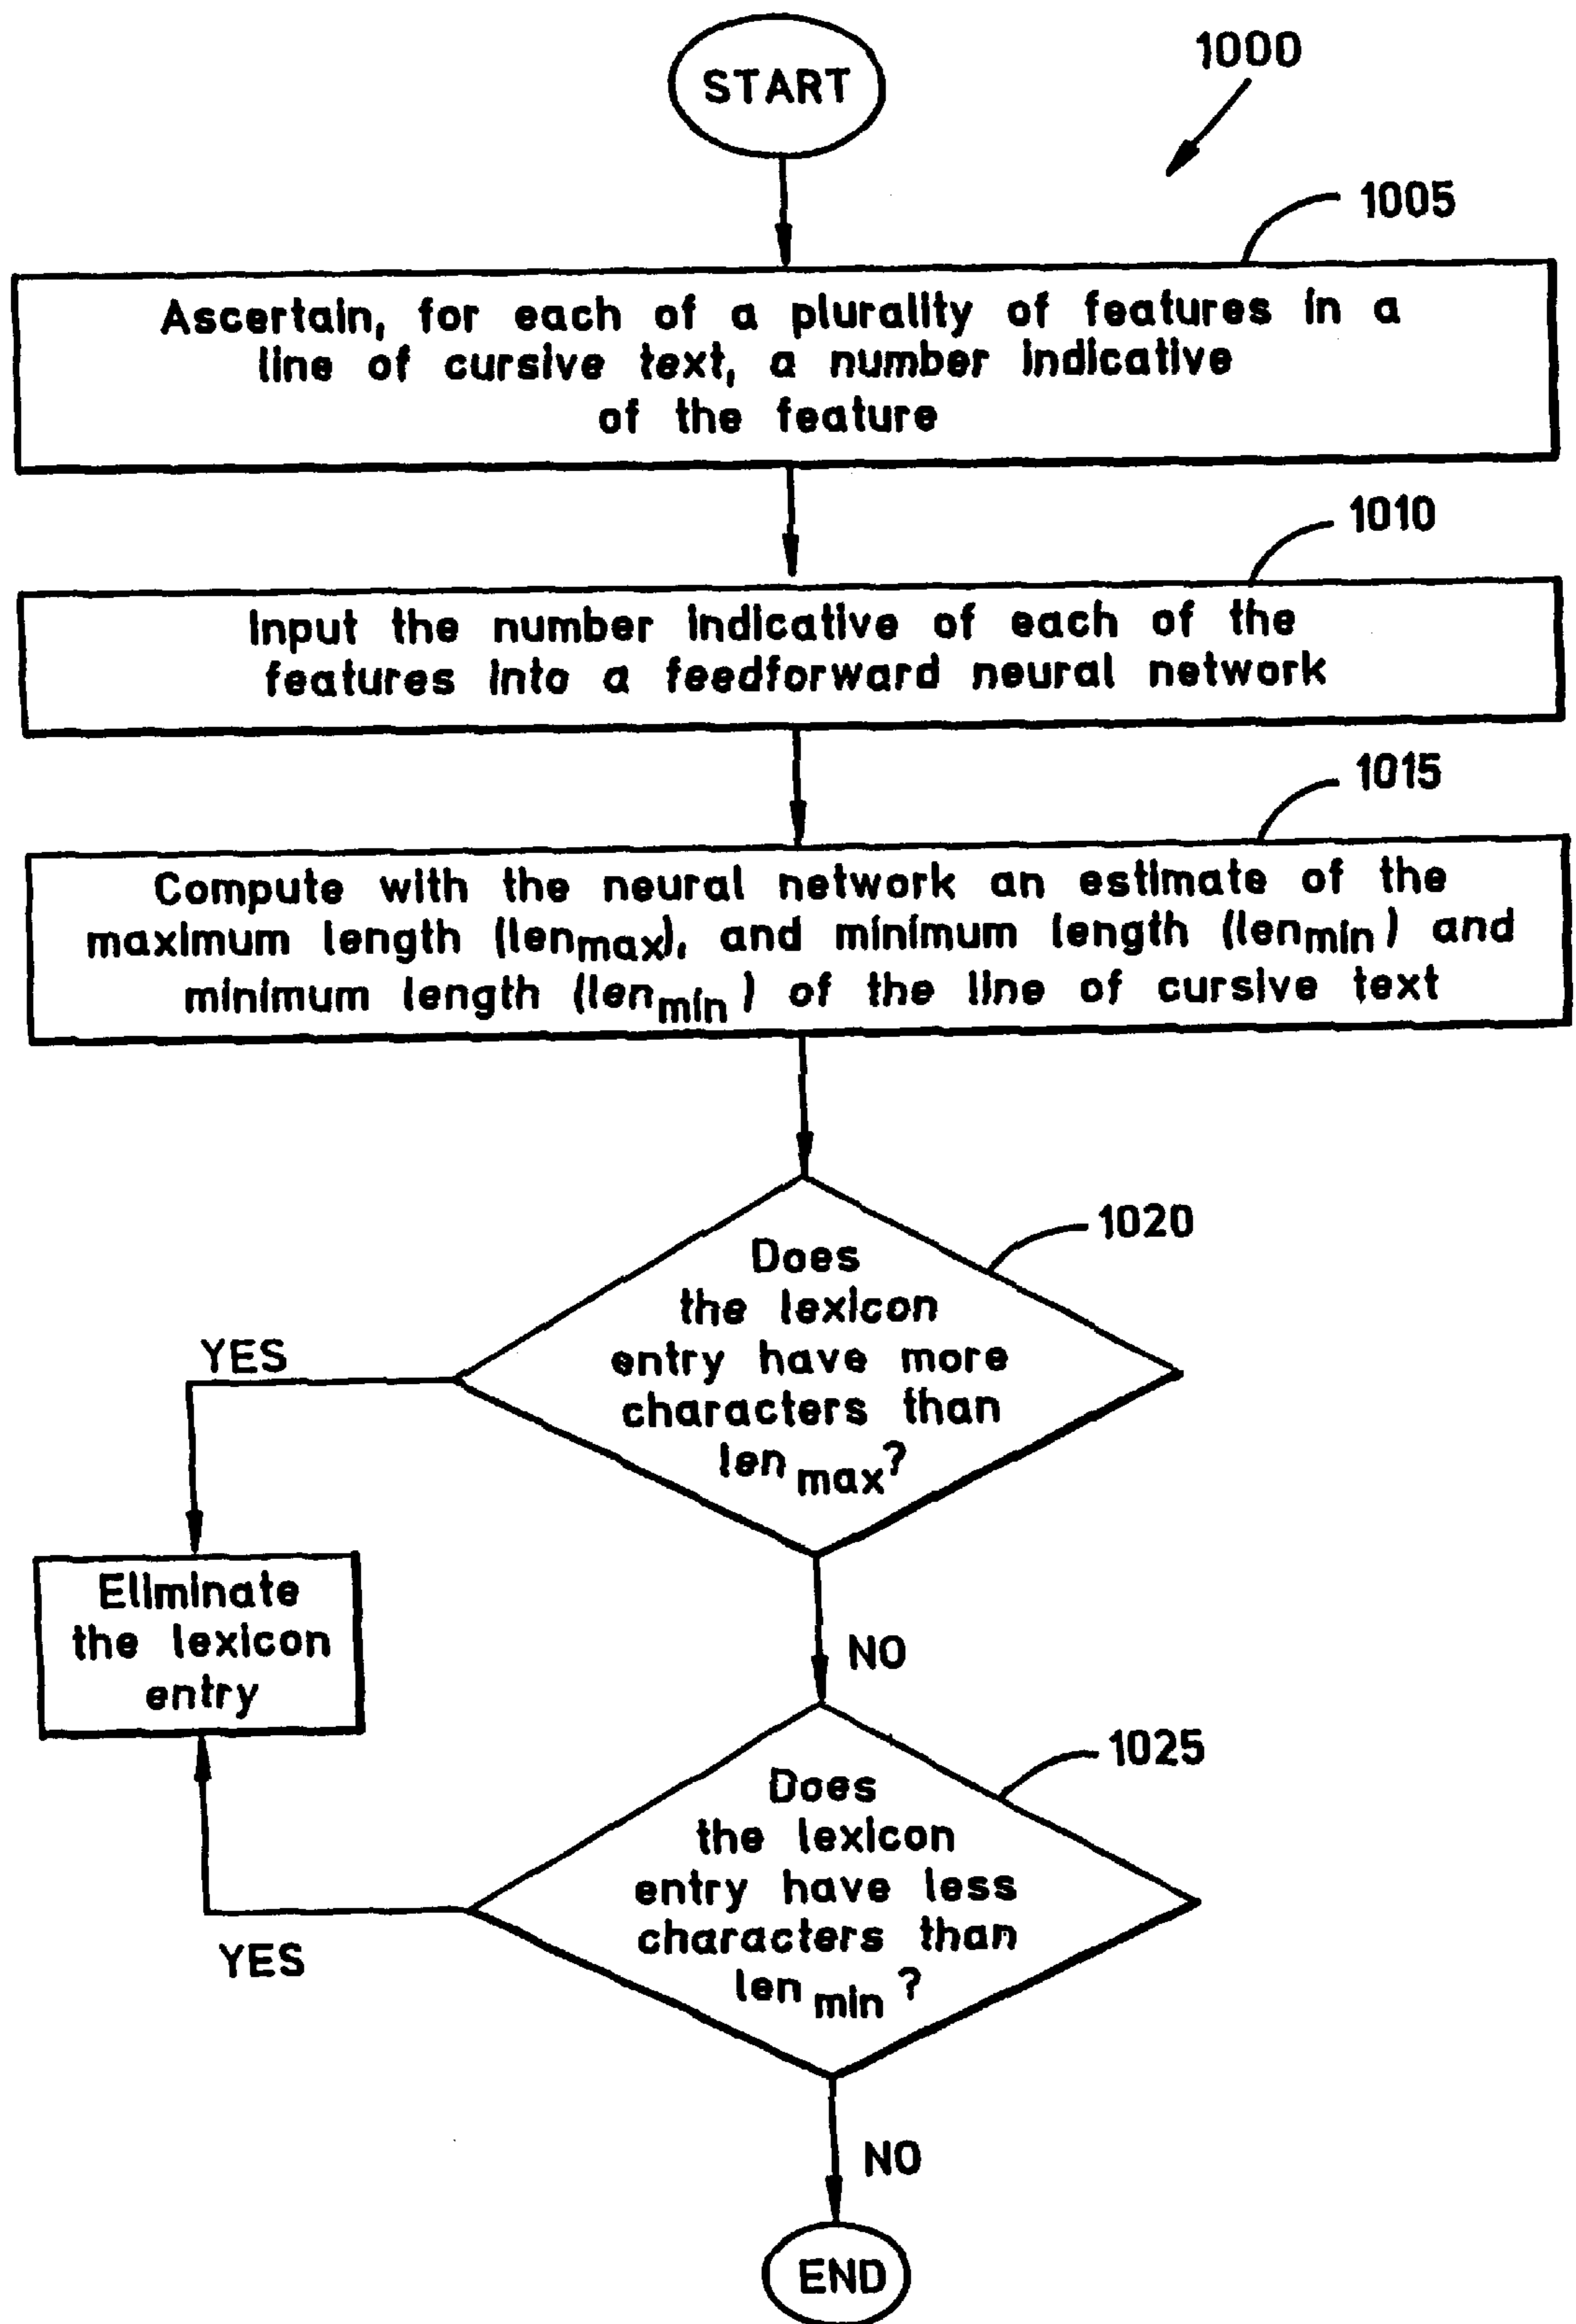 START
1000
1005
Ascertain, for each of a plurality of features in a
line of cursive text, a number indicative
of the feature
1010
Input the number indicative of each of the
features into a feedforward neural network
1015
Compute with the neural network an estimate of the
maximum length (lenmax), and minimum length (lenmin) and
minimum length (lenmin) of the line of cursive text
1020
Does
the lexicon
entry have more
characters than
len max?
YES
Eliminate
the lexicon
entry
NO
1025
Does
the lexicon
entry have less
characters than
len min ?
YES
NO
END